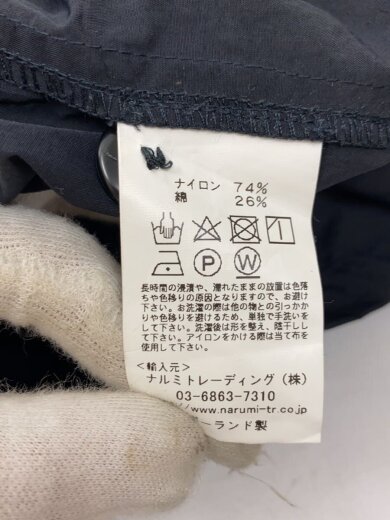 ナイロン 74%
綿 26%
P W
長時間の浸漬や、濡れたままの放置は色落
ちや色移りの原因となりますので、お避け
下さい。お洗濯の際は他の物との引っかか
りや色移りを避けるため、単独で手洗いを
して下さい。洗濯後は形を整え、陰干しし
て下さい。アイロンをかける際は当て布を
使用して下さい。
<輸入元>
ナルミトレーディング(株)
03-6863-7310
www.narumi-tr.co.jp
ーランド製